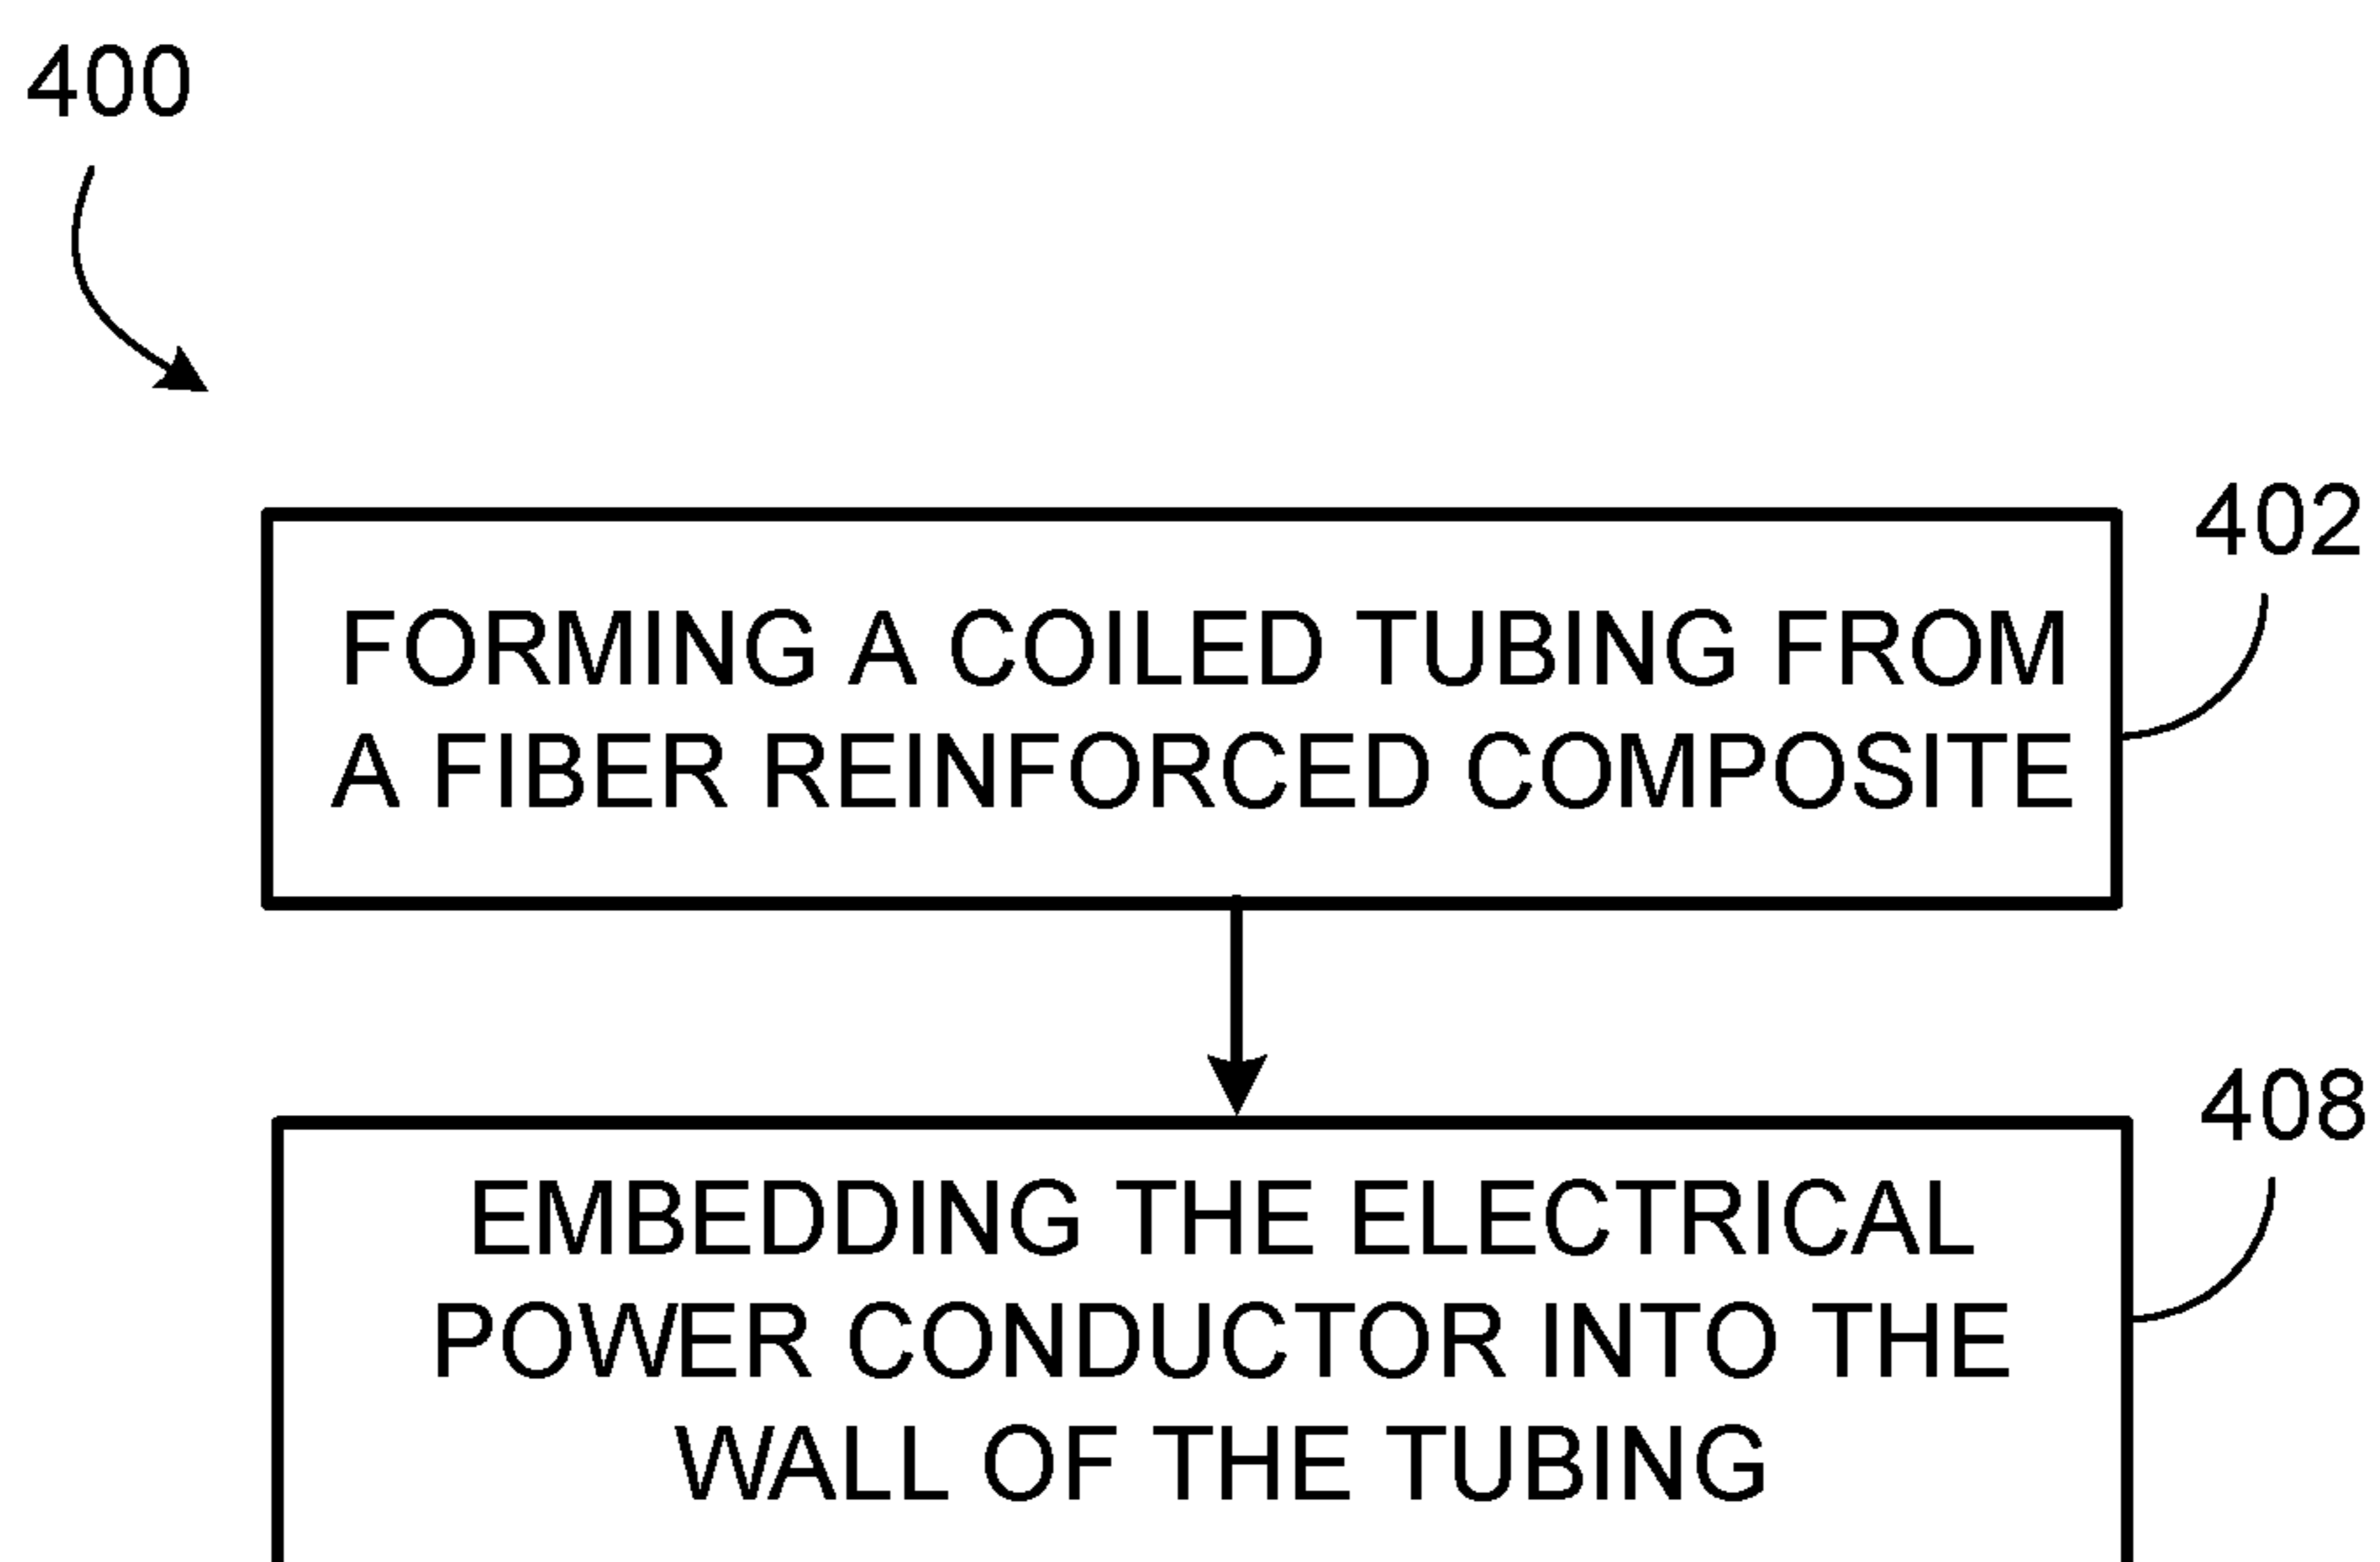 400
402
FORMING A COILED TUBING FROM
A FIBER REINFORCED COMPOSITE
408
EMBEDDING THE ELECTRICAL
POWER CONDUCTOR INTO THE
WALL OF THE TUBING